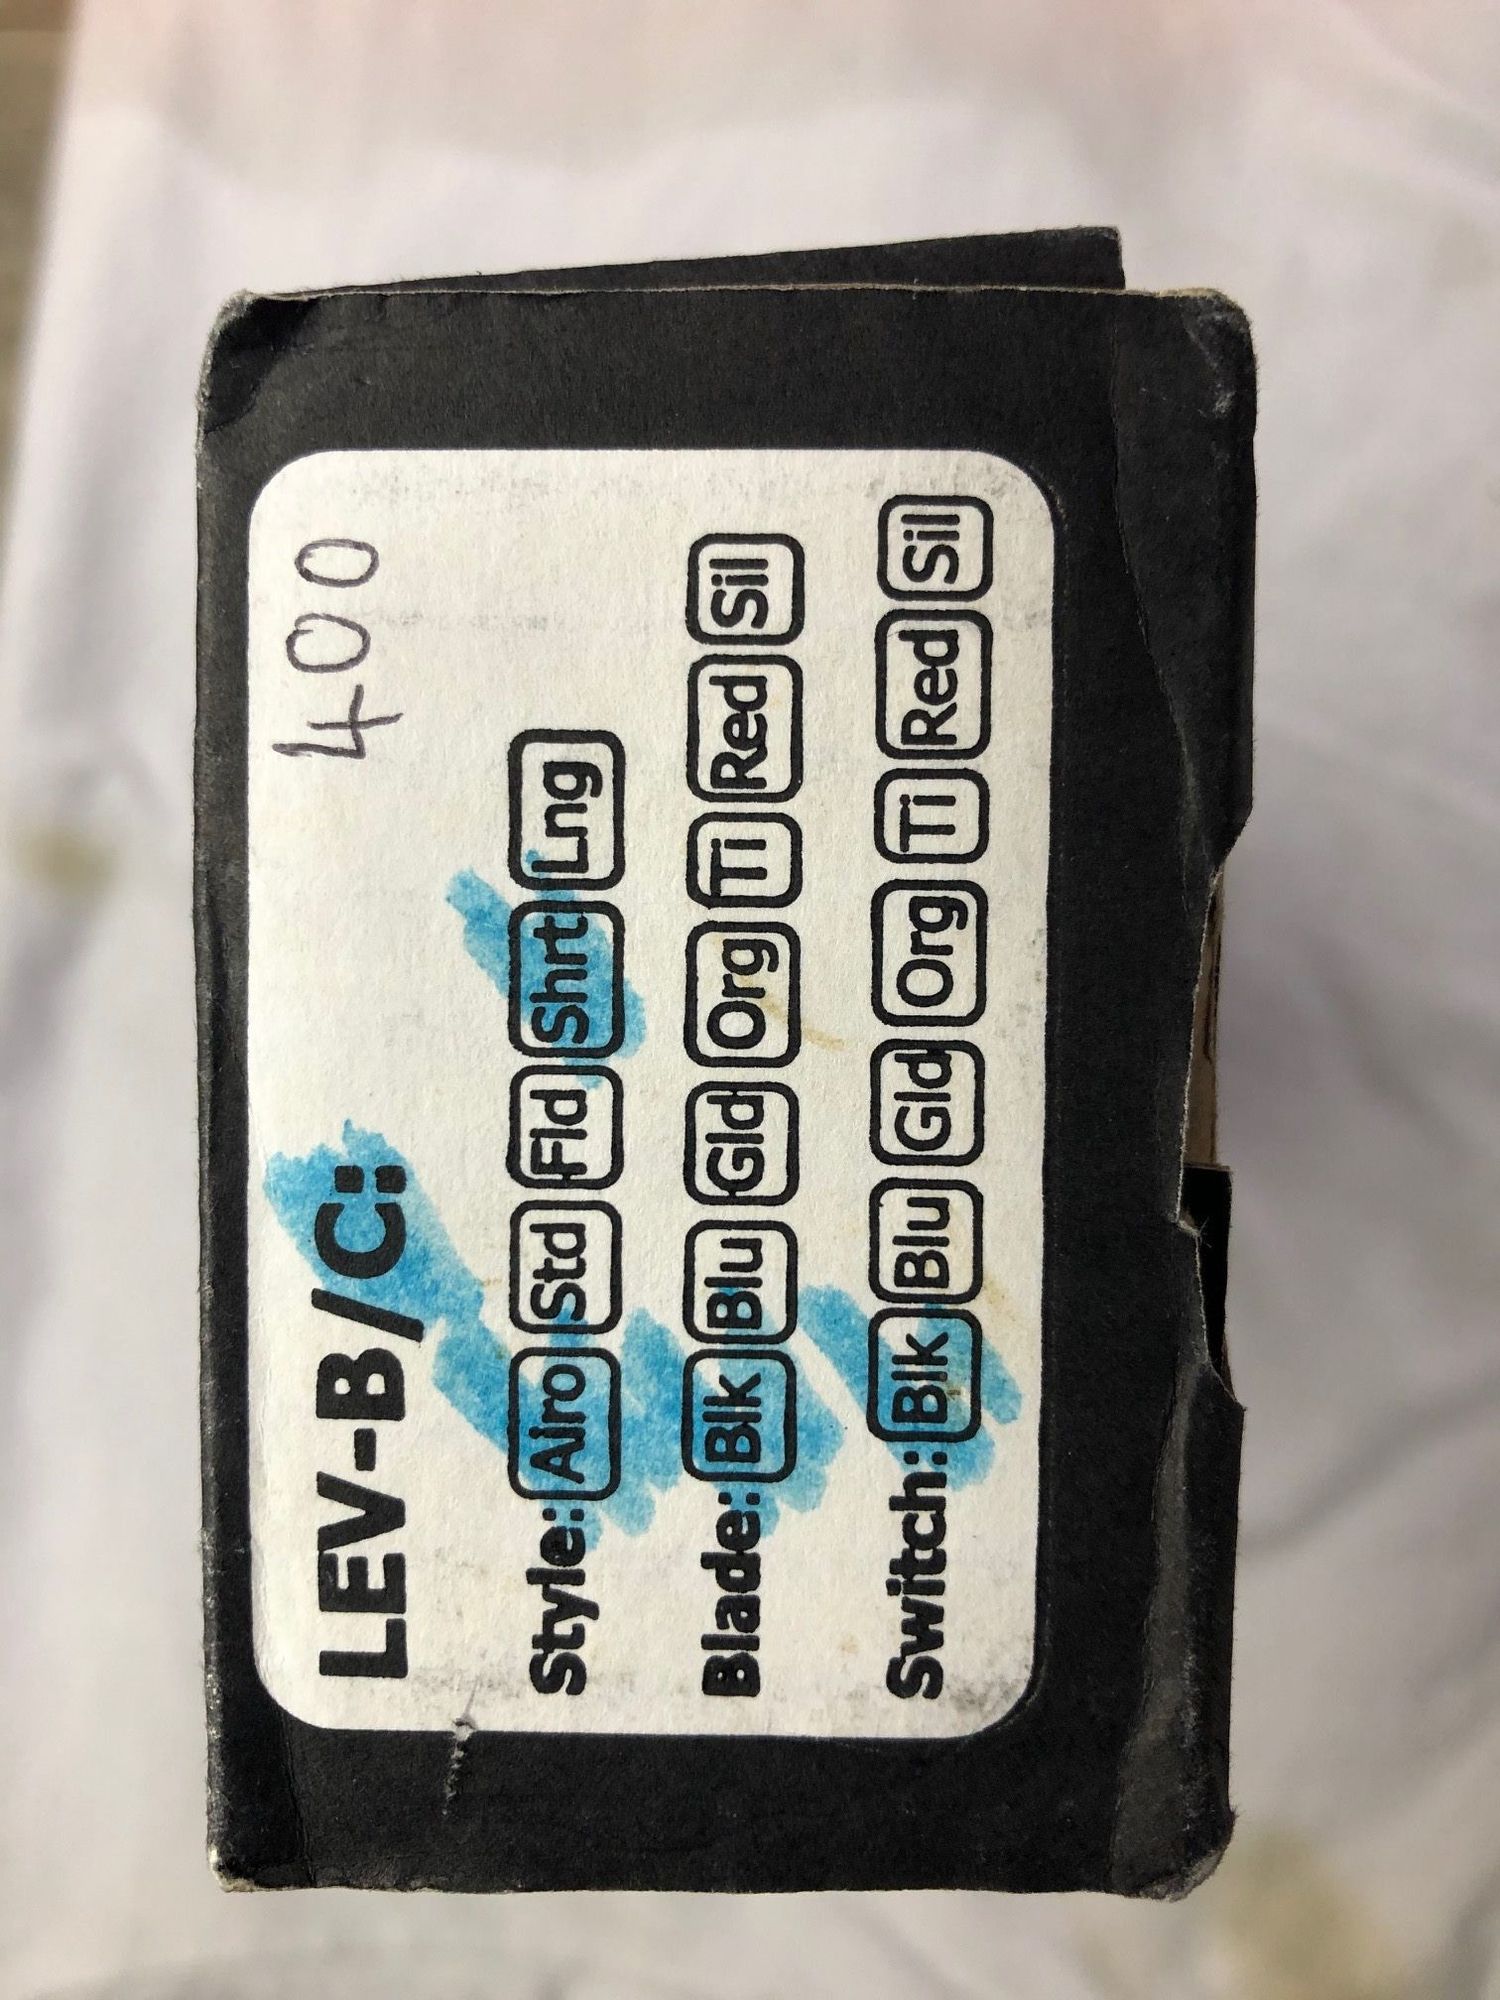 LEV-B/C: 400
Style: Airo Std Fld Shrt Lng
Blade: Blk Blu Gld Org Ti Red Sil
Switch: Blk Blu Gld Org Ti Red Sil